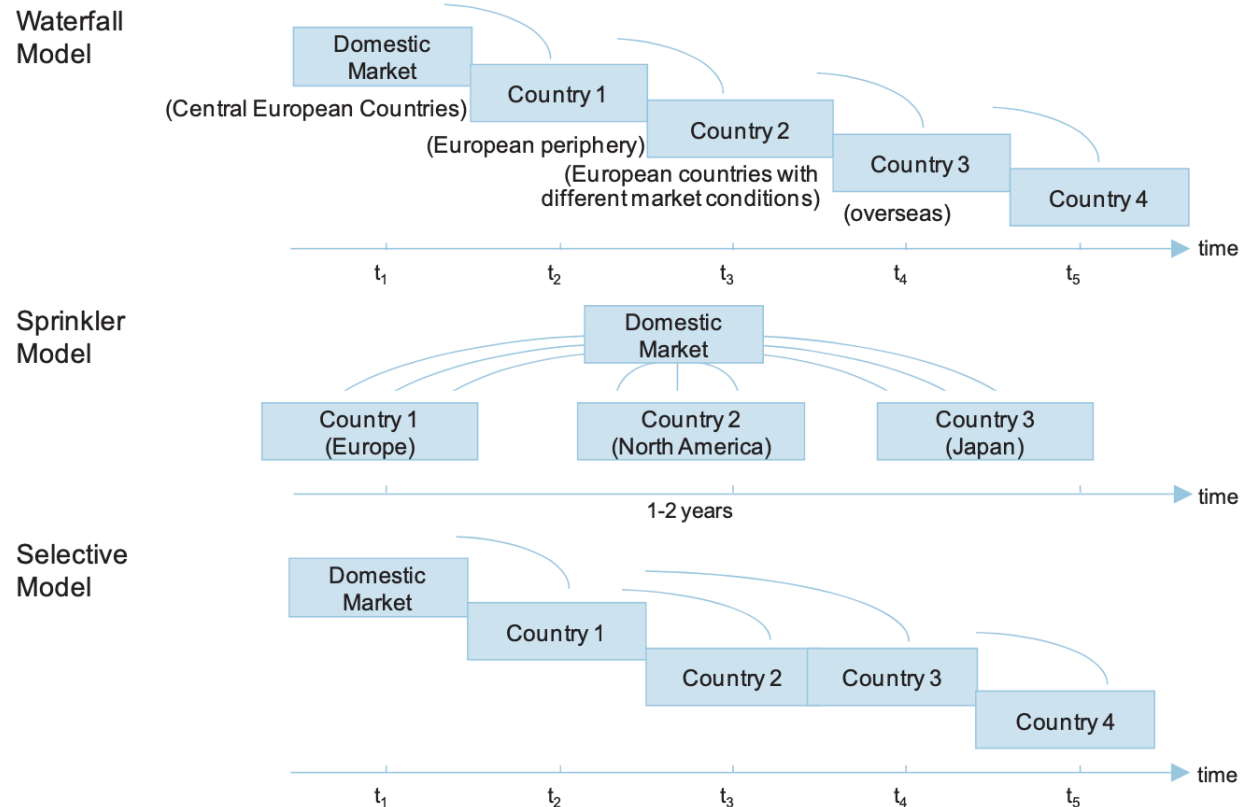 Waterfall
Model
Domestic
Market
(Central European Countries)
Country 1
(European periphery)
Country 2
(European countries with
different market conditions)
Country 3
(overseas)
Country 4
time
t1
t2
t3
t4
t5
Sprinkler
Model
Domestic
Market
Country 1
(Europe)
Country 2
(North America)
Country 3
(Japan)
time
1-2 years
Selective
Model
Domestic
Market
Country 1
Country 2
Country 3
Country 4
time
t1
t2
t3
t4
t5